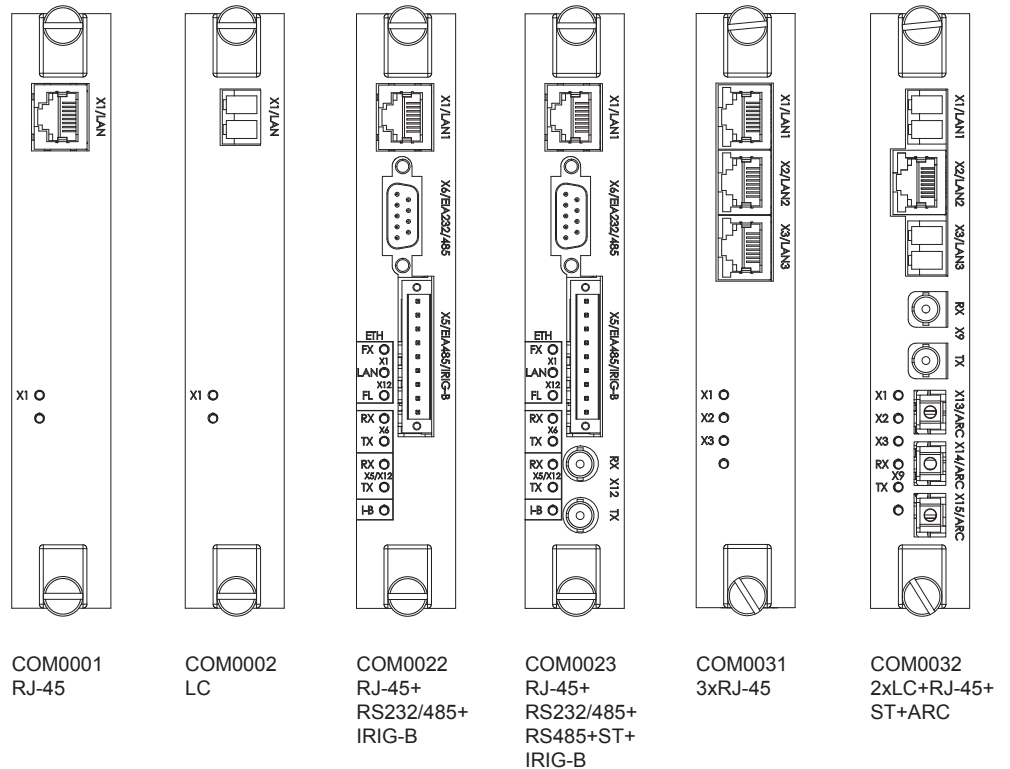 X1/LAN
X1
COM0001
RJ-45
X1/LAN
X1
COM0002
LC
X1/LAN1
X6/EIA232/485
X5/EIA485/IRIG-B
ETH
FX
X1
LAN
X12
FL
RX
X6
TX
RX
X5/X12
TX
I-B
COM0022
RJ-45+
RS232/485+
IRIG-B
X1/LAN1
X6/EIA232/485
X5/EIA485/IRIG-B
ETH
FX
X1
LAN
X12
FL
RX
X6
TX
RX
X5/X12
TX
I-B
RX
X12
TX
COM0023
RJ-45+
RS232/485+
RS485+ST+
IRIG-B
X1/LAN1
X2/LAN2
X3/LAN3
X1
X2
X3
COM0031
3xRJ-45
X1/LAN1
X2/LAN2
X3/LAN3
RX
X9
TX
X13/ARC
X14/ARC
X15/ARC
X1
X2
X3
RX
X9
TX
COM0032
2xLC+RJ-45+
ST+ARC